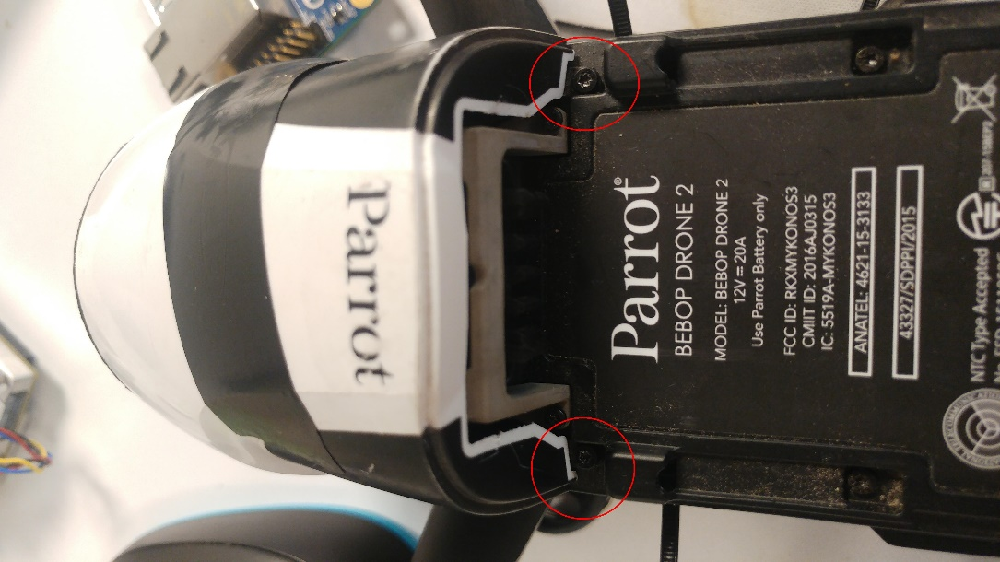 Parrot
Parrot®
BEBOP DRONE 2
MODEL: BEBOP DRONE 2
12V = 20A
Use Parrot Battery only
FCC ID: RKXMYKONOS3
CMIIT ID: 2016AJ0315
IC: 5519A-MYKONOS3
ANATEL: 4621-15-3133
43327/SDPPI/2015
NTC Type Accepted